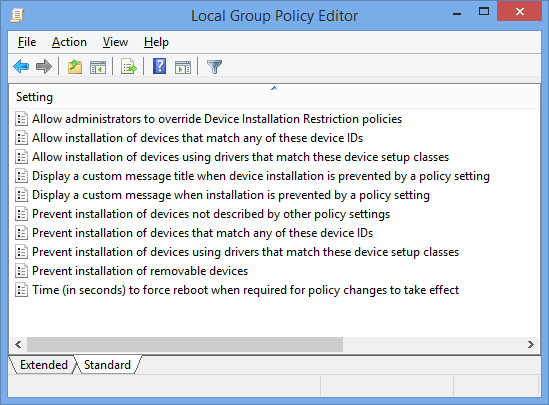 Local Group Policy Editor
File Action View Help
Setting
Allow administrators to override Device Installation Restriction policies
Allow installation of devices that match any of these device IDs
Allow installation of devices using drivers that match these device setup classes
Display a custom message title when device installation is prevented by a policy setting
Display a custom message when installation is prevented by a policy setting
Prevent installation of devices not described by other policy settings
Prevent installation of devices that match any of these device IDs
Prevent installation of devices using drivers that match these device setup classes
Prevent installation of removable devices
Time (in seconds) to force reboot when required for policy changes to take effect
Extended Standard